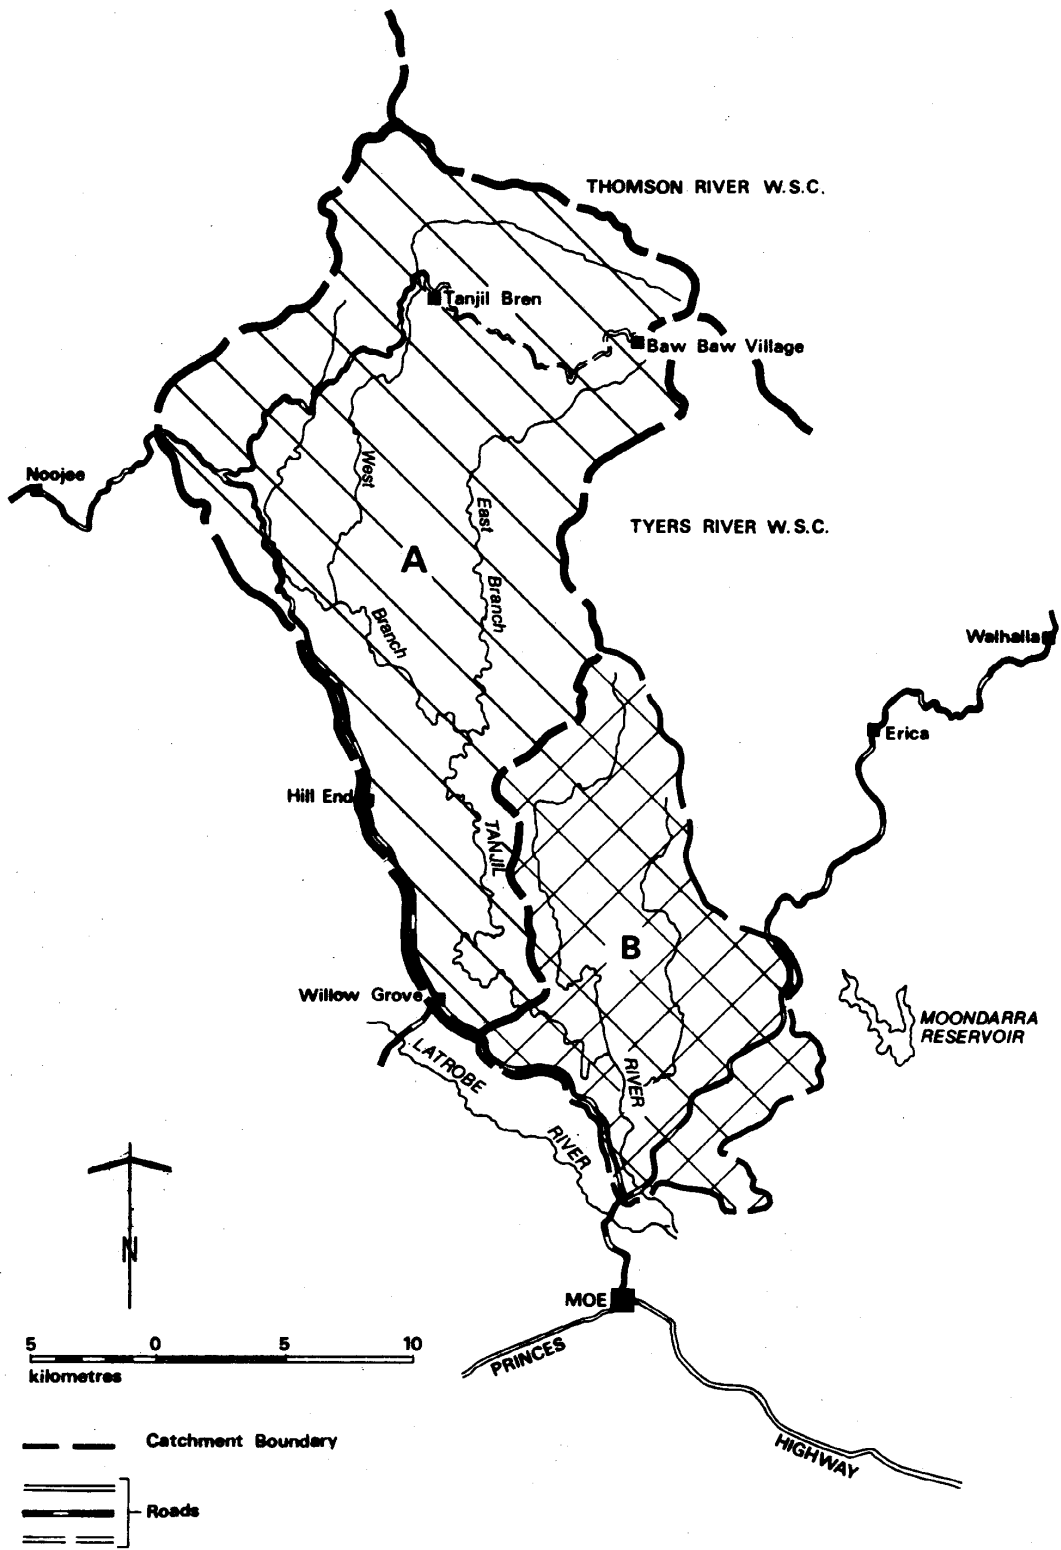 THOMSON RIVER W.S.C.
Tanjil Bren
Baw Baw Village
Noojee
West
East
TYERS RIVER W.S.C.
A
Branch
Branch
Walhalla
Erica
Hill End
TANJIL
B
Willow Grove
MOONDARRA
RESERVOIR
LATROBE
RIVER
RIVER
N
MOE
PRINCES
HIGHWAY
5 0 5 10
kilometres
Catchment Boundary
Roads